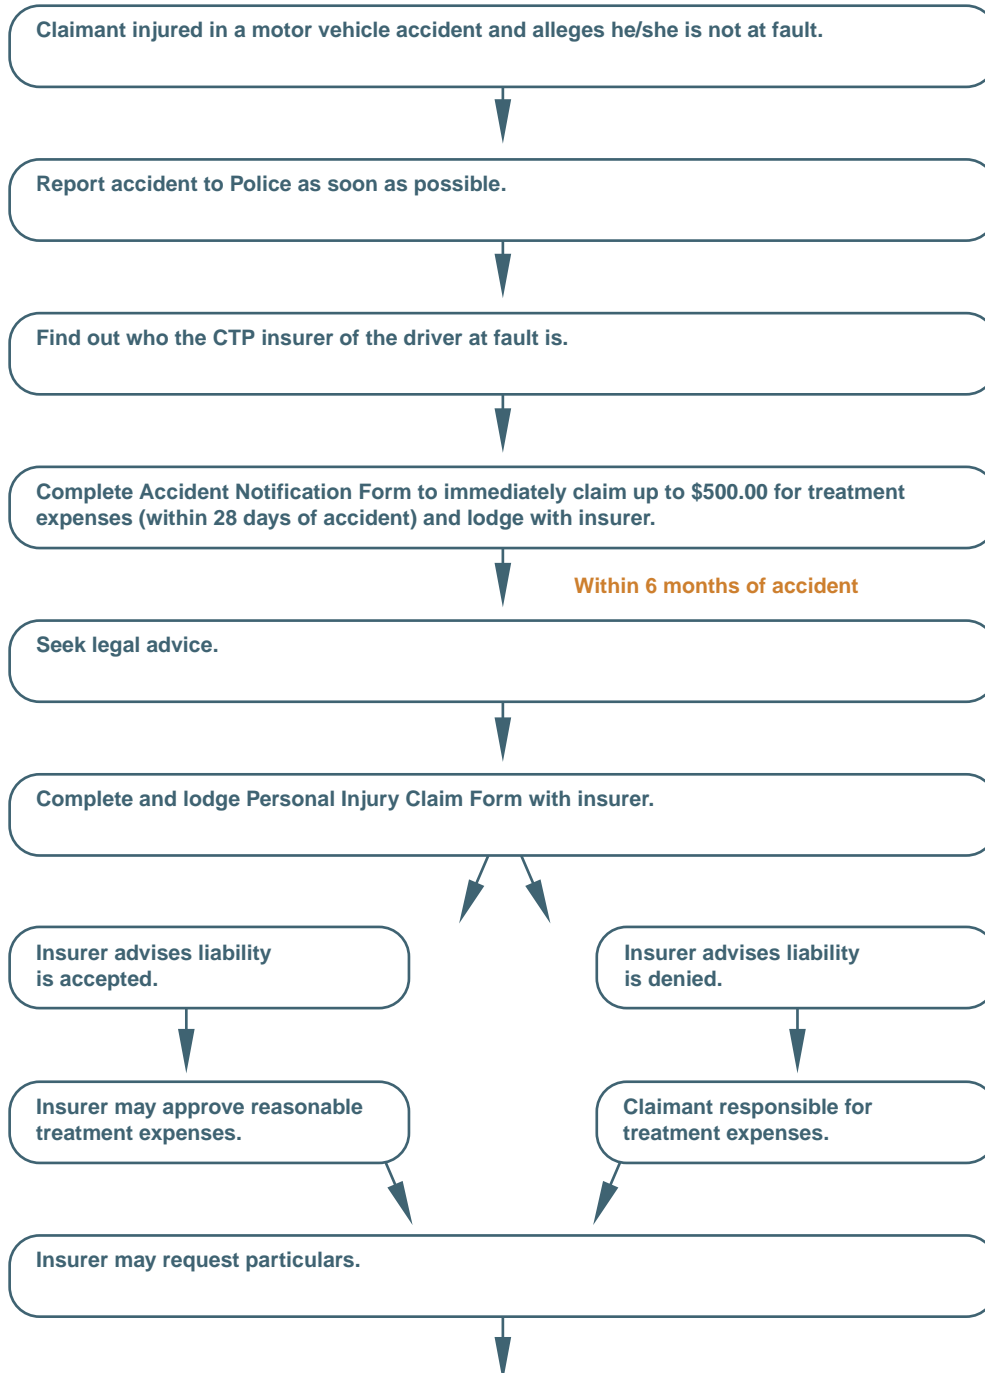 Claimant injured in a motor vehicle accident and alleges he/she is not at fault.
Report accident to Police as soon as possible.
Find out who the CTP insurer of the driver at fault is.
Complete Accident Notification Form to immediately claim up to $500.00 for treatment
expenses (within 28 days of accident) and lodge with insurer.
Within 6 months of accident
Seek legal advice.
Complete and lodge Personal Injury Claim Form with insurer.
Insurer advises liability
is accepted.
Insurer advises liability
is denied.
Insurer may approve reasonable
treatment expenses.
Claimant responsible for
treatment expenses.
Insurer may request particulars.